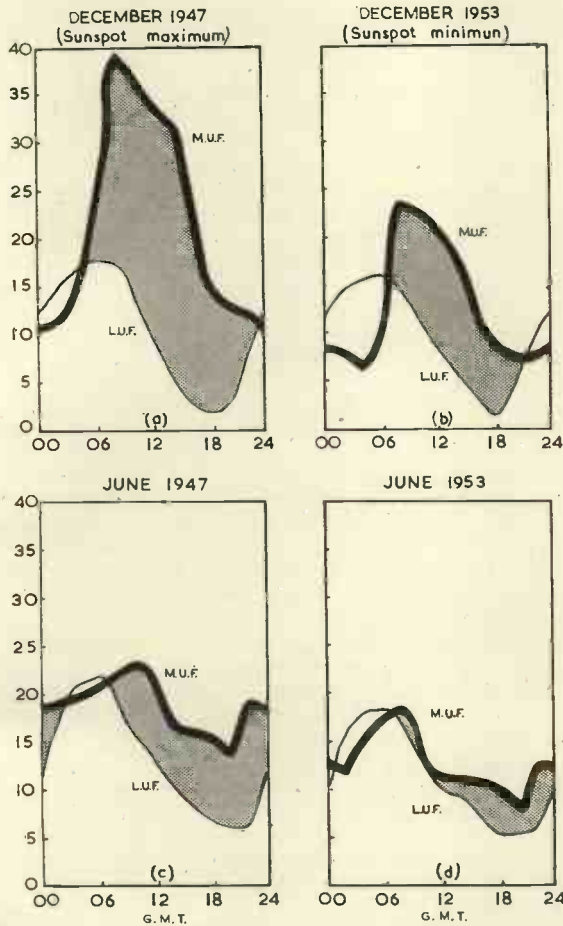 DECEMBER 1947
(Sunspot maximum)
40
35
30
25
20
15
10
5
0
M.U.F.
L.U.F.
(a)
00 06 12 18 24
DECEMBER 1953
(Sunspot minimun)
M.U.F.
L.U.F.
(b)
00 06 12 18 24
JUNE 1947
40
35
30
25
20
15
10
5
0
M.U.F.
L.U.F.
(c)
00 06 12 18 24
G.M.T.
JUNE 1953
M.U.F.
L.U.F.
(d)
00 06 12 18 24
G.M.T.